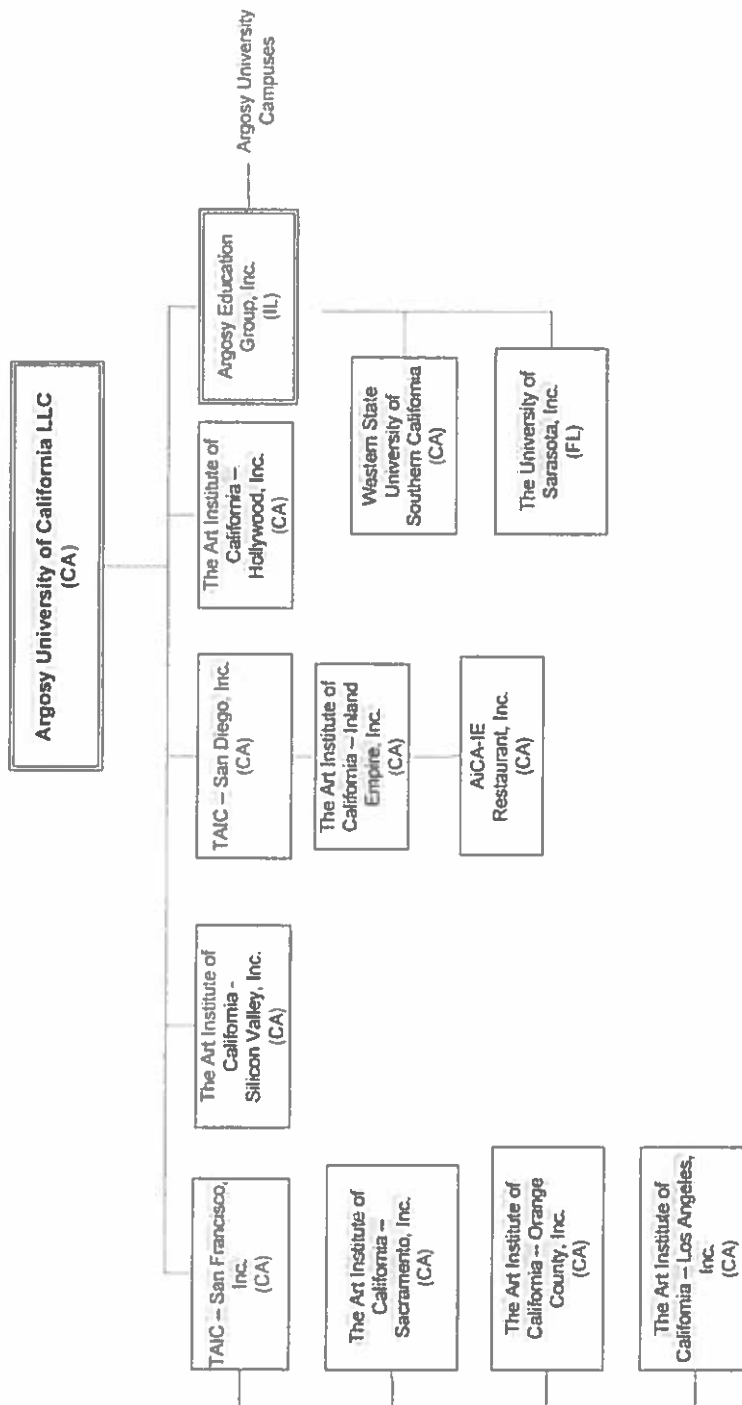 Argosy University of California LLC
(CA)
TAIC – San Francisco,
Inc.
(CA)
The Art Institute of
California –
Sacramento, Inc.
(CA)
The Art Institute of
California – Orange
County, Inc.
(CA)
The Art Institute of
California – Los Angeles,
Inc.
(CA)
The Art Institute of
California -
Silicon Valley, Inc.
(CA)
TAIC – San Diego, Inc.
(CA)
The Art Institute of
California – Inland
Empire, Inc.
(CA)
AiCA-IE
Restaurant, Inc.
(CA)
The Art Institute of
California –
Hollywood, Inc.
(CA)
Argosy Education
Group, Inc.
(IL)
Argosy University
Campuses
Western State
University of
Southern California
(CA)
The University of
Sarasota, Inc.
(FL)